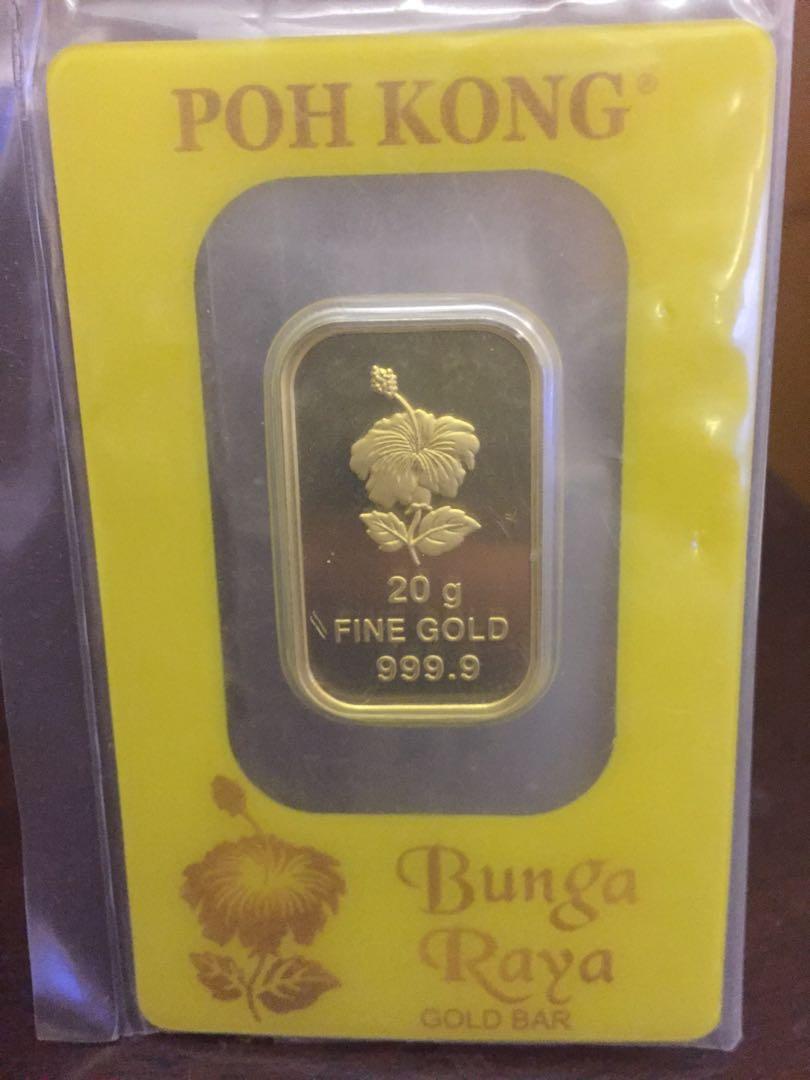 POH KONG®
20 g
FINE GOLD
999.9
Bunga
Raya
GOLD BAR